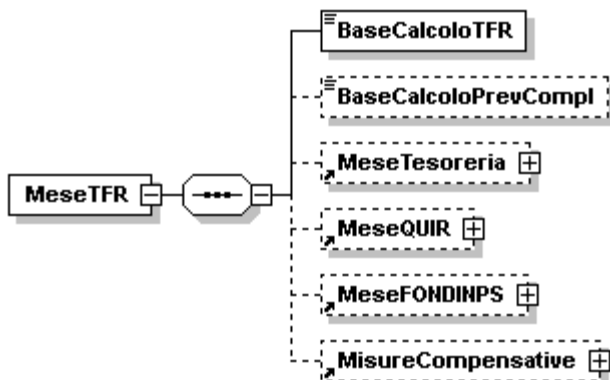 BaseCalcoloTFR
BaseCalcoloPrevCompl
MeseTesoreria
MeseTFR
MeseQUIR
MeseFONDINPS
MisureCompensative